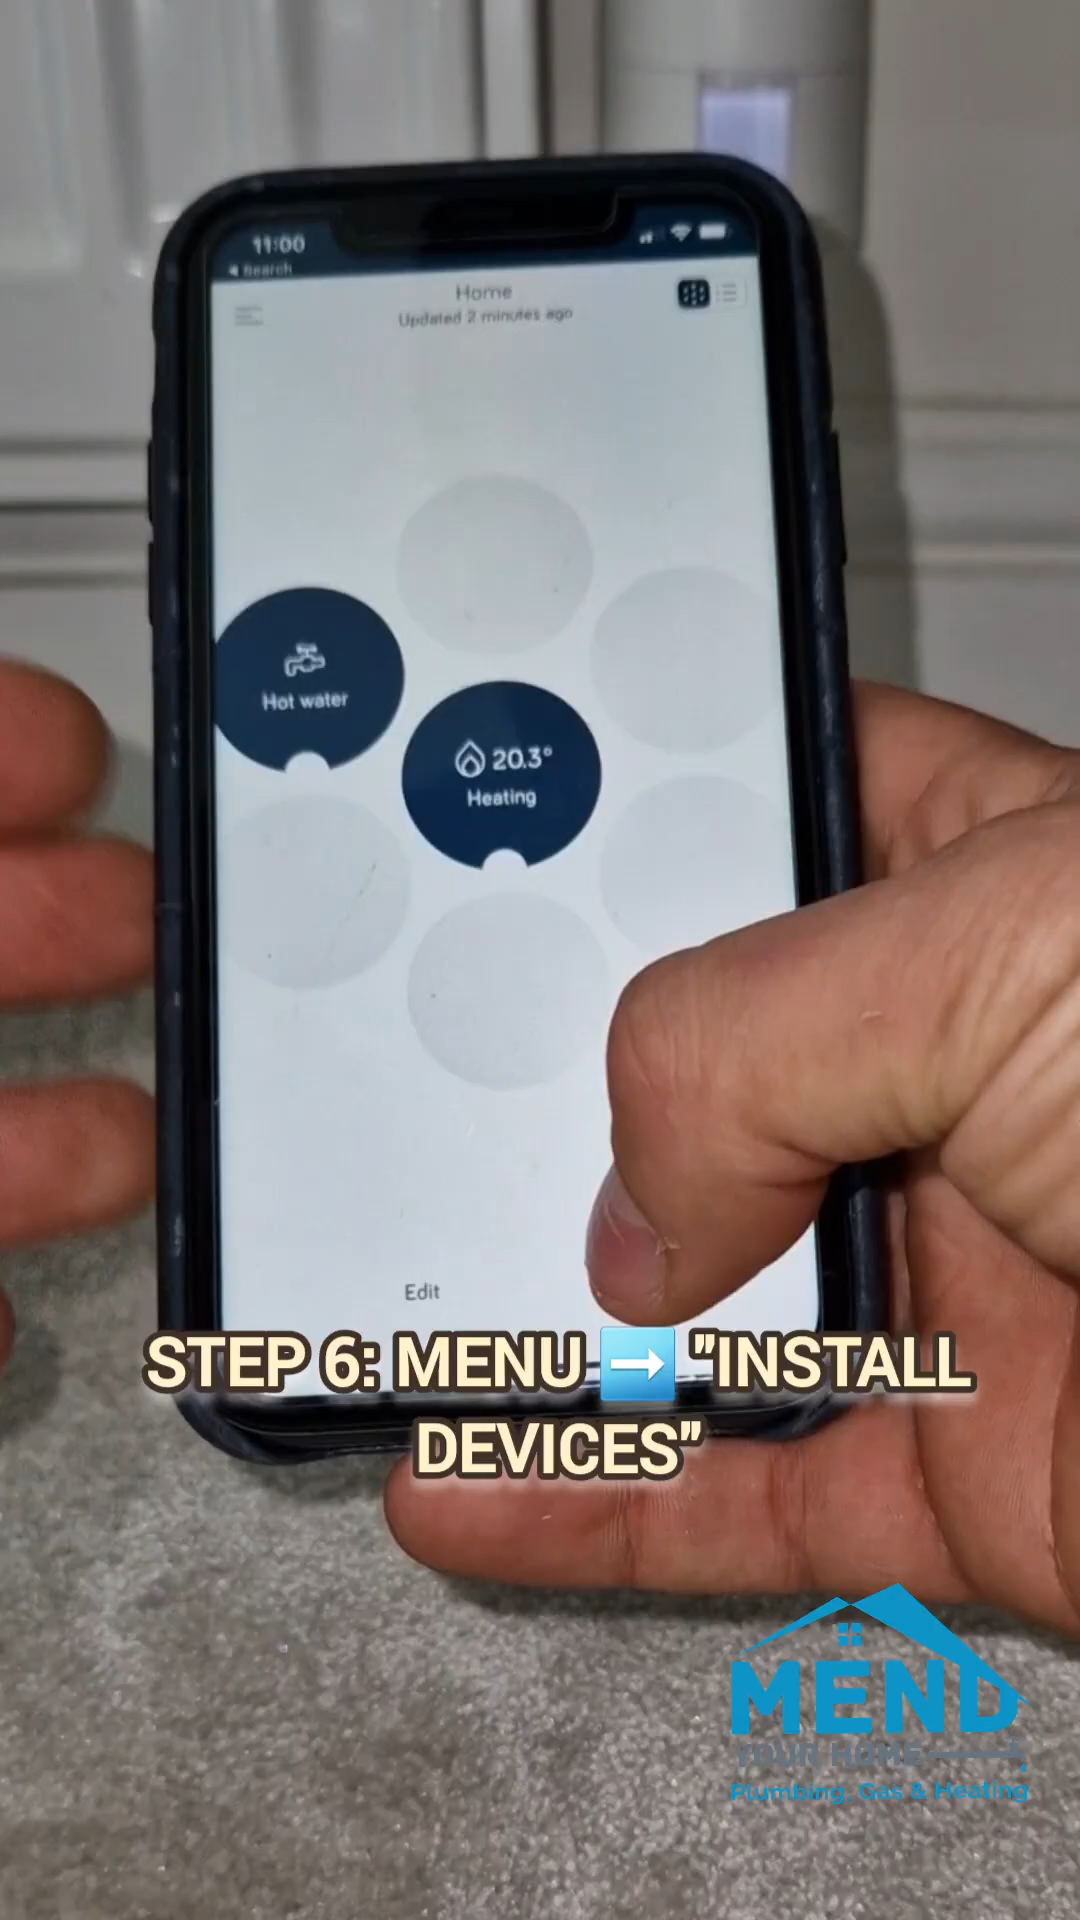 11:00
◀ Search
Home
Updated 2 minutes ago
Hot water
20.3°
Heating
Edit
STEP 6: MENU ➡️ "INSTALL
DEVICES"
MEND
YOUR HOME
Plumbing, Gas & Heating